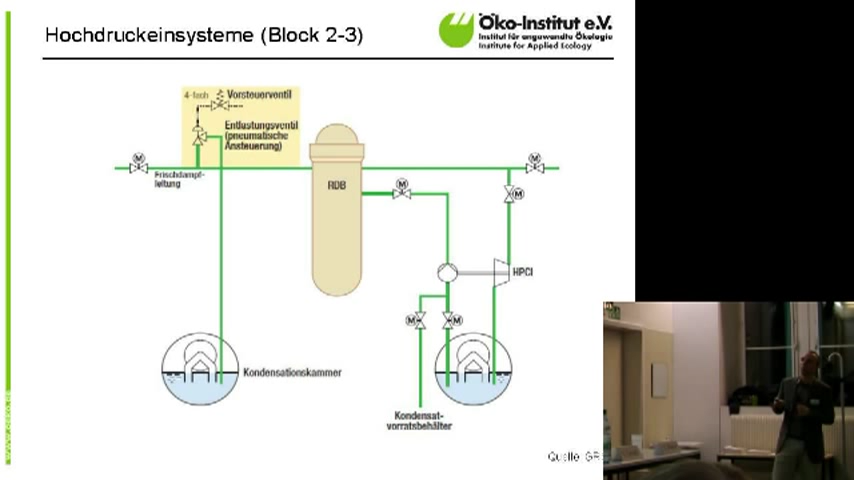 Hochdruckeinsysteme (Block 2-3)
Öko-Institut e.V.
Institut für angewandte Ökologie
Institute for Applied Ecology
4-fach
Vorsteuerventil
Entlastungsventil
(pneumatische
Ansteuerung)
M
M
Frischdampf-
leitung
RDB
M
M
HPCI
M
M
Kondensationskammer
Kondensat-
vorratsbehälter
Quelle: GR